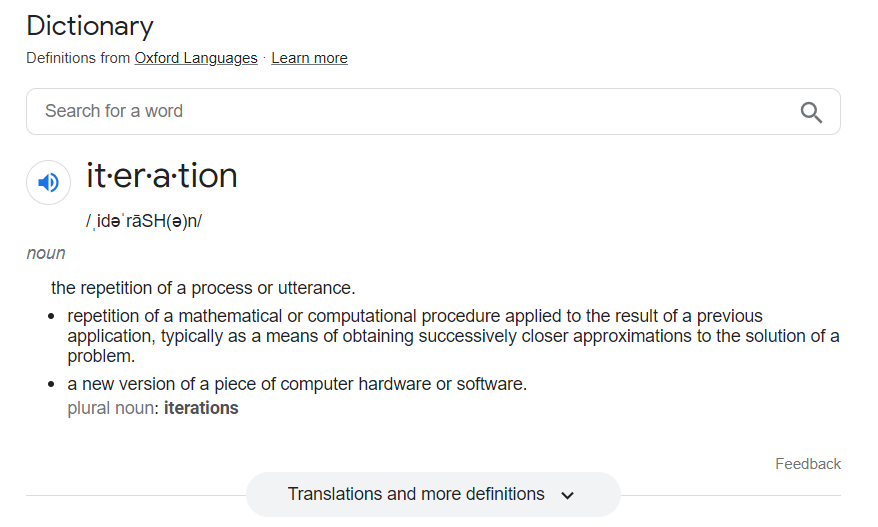 Dictionary
Definitions from Oxford Languages · Learn more
Search for a word
it·er·a·tion
/ˌidəˈrāSH(ə)n/
noun
the repetition of a process or utterance.
• repetition of a mathematical or computational procedure applied to the result of a previous
application, typically as a means of obtaining successively closer approximations to the solution of a
problem.
• a new version of a piece of computer hardware or software.
plural noun: iterations
Feedback
Translations and more definitions